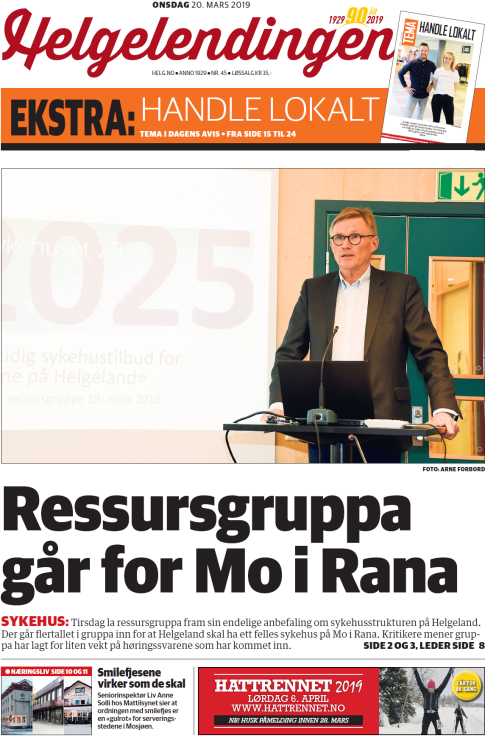 ONSDAG 20. MARS 2019
Helgelendingen
1929 90 ÅR 2019
HELG.NO ● ANNO 1929 ● NR. 45 ● LØSSALG KR 35,-
EKSTRA: HANDLE LOKALT
TEMA I DAGENS AVIS • FRA SIDE 15 TIL 24
TEMA HANDLE LOKALT
2025
tidig sykehustilbud for
ne på Helgeland»
ressursgruppe 19. mars 2019
FOTO: ARNE FORBORD
Ressursgruppa
går for Mo i Rana
SYKEHUS: Tirsdag la ressursgruppa fram sin endelige anbefaling om sykehusstrukturen på Helgeland.
Der går flertallet i gruppa inn for at Helgeland skal ha ett felles sykehus på Mo i Rana. Kritikere mener grup-
pa har lagt for liten vekt på høringssvarene som har kommet inn.
SIDE 2 OG 3, LEDER SIDE 8
● NÆRINGSLIV SIDE 10 OG 11
Smilefjesene
virker som de skal
Seniorinspektør Liv Anne
Solli hos Mattilsynet sier at
ordningen med smilefjes er
en «gulrot» for serverings-
stedene i Mosjøen.
HATTRENNET 2019
LØRDAG 6. APRIL
WWW.HATTRENNET.NO
NB! HUSK PÅMELDING INNEN 28. MARS